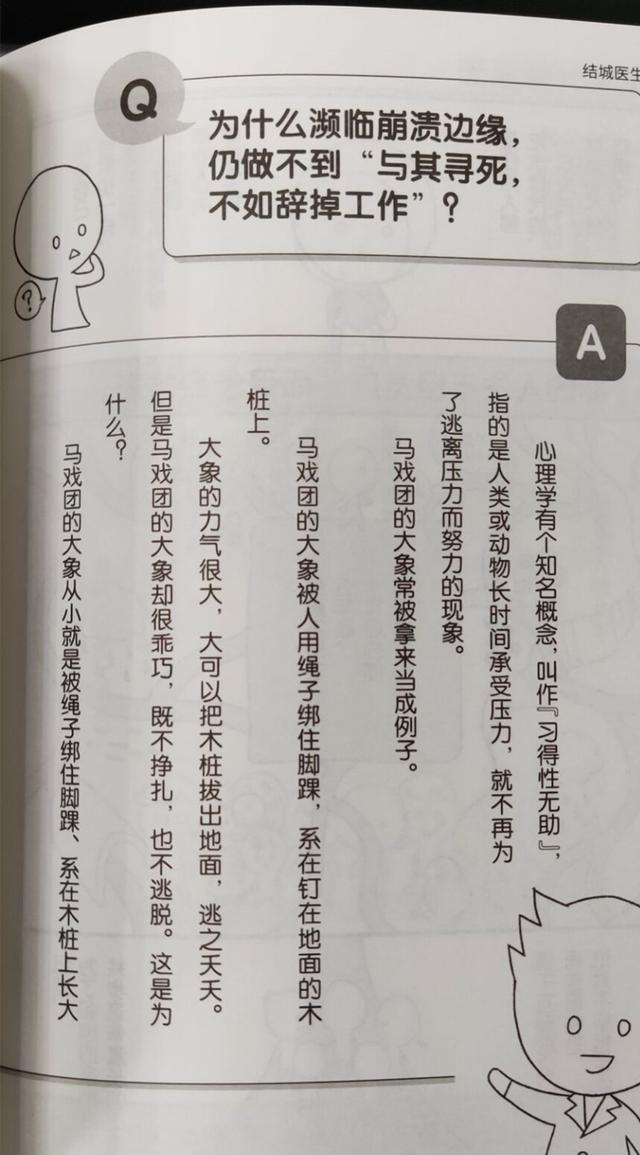 结城医生
Q
为什么濒临崩溃边缘，
仍做不到“与其寻死，
不如辞掉工作”？
?
A
心理学有个知名概念，叫作『习得性无助』，
指的是人类或动物长时间承受压力，就不再为
了逃离压力而努力的现象。
马戏团的大象常被拿来当成例子。
马戏团的大象被人用绳子绑住脚踝，系在钉在地面的木
桩上。
大象的力气很大，大可以把木桩拔出地面，逃之夭夭。
但是马戏团的大象却很乖巧，既不挣扎，也不逃脱。这是为
什么？
马戏团的大象从小就是被绳子绑住脚踝、系在木桩上长大